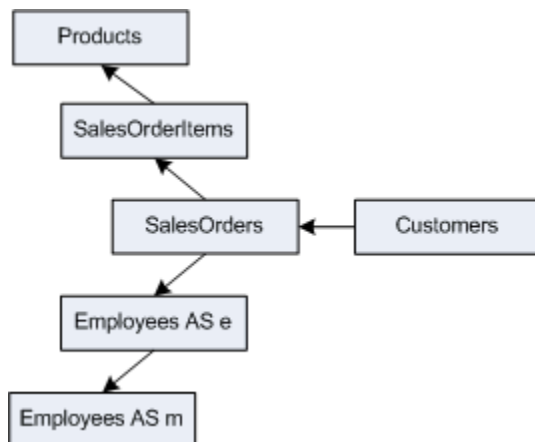 Products
SalesOrderItems
SalesOrders
Customers
Employees AS e
Employees AS m